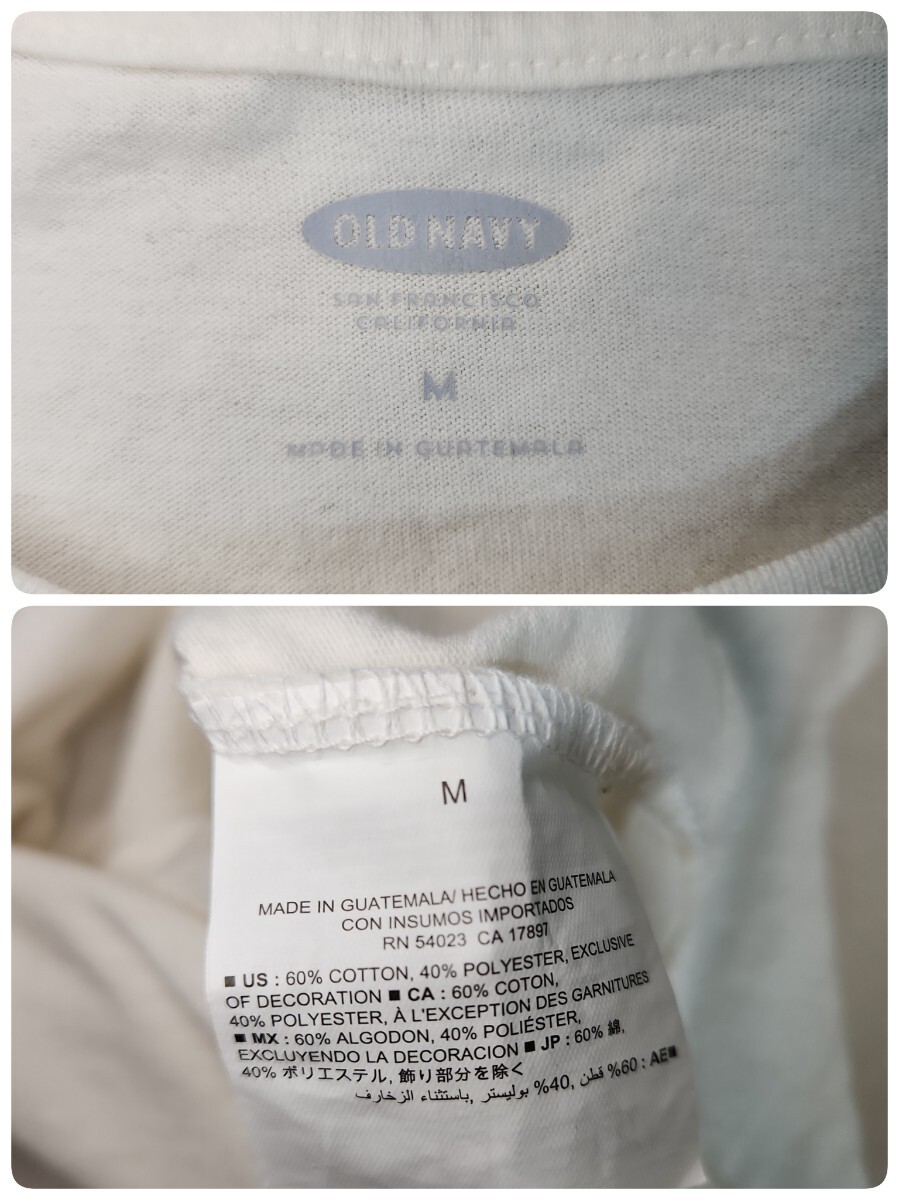 OLD NAVY
SAN FRANCISCO
CALIFORNIA
M
MADE IN GUATEMALA
M
MADE IN GUATEMALA/ HECHO EN GUATEMALA
CON INSUMOS IMPORTADOS
RN 54023 CA 17897
■ US : 60% COTTON, 40% POLYESTER, EXCLUSIVE
OF DECORATION ■ CA : 60% COTON,
40% POLYESTER, À L'EXCEPTION DES GARNITURES
■ MX : 60% ALGODON, 40% POLIÉSTER,
EXCLUYENDO LA DECORACION ■ JP : 60% 綿,
40% ポリエステル, 飾り部分を除く
■AE : 60% قطن ,40% بوليستر ,باستثناء الزخارف